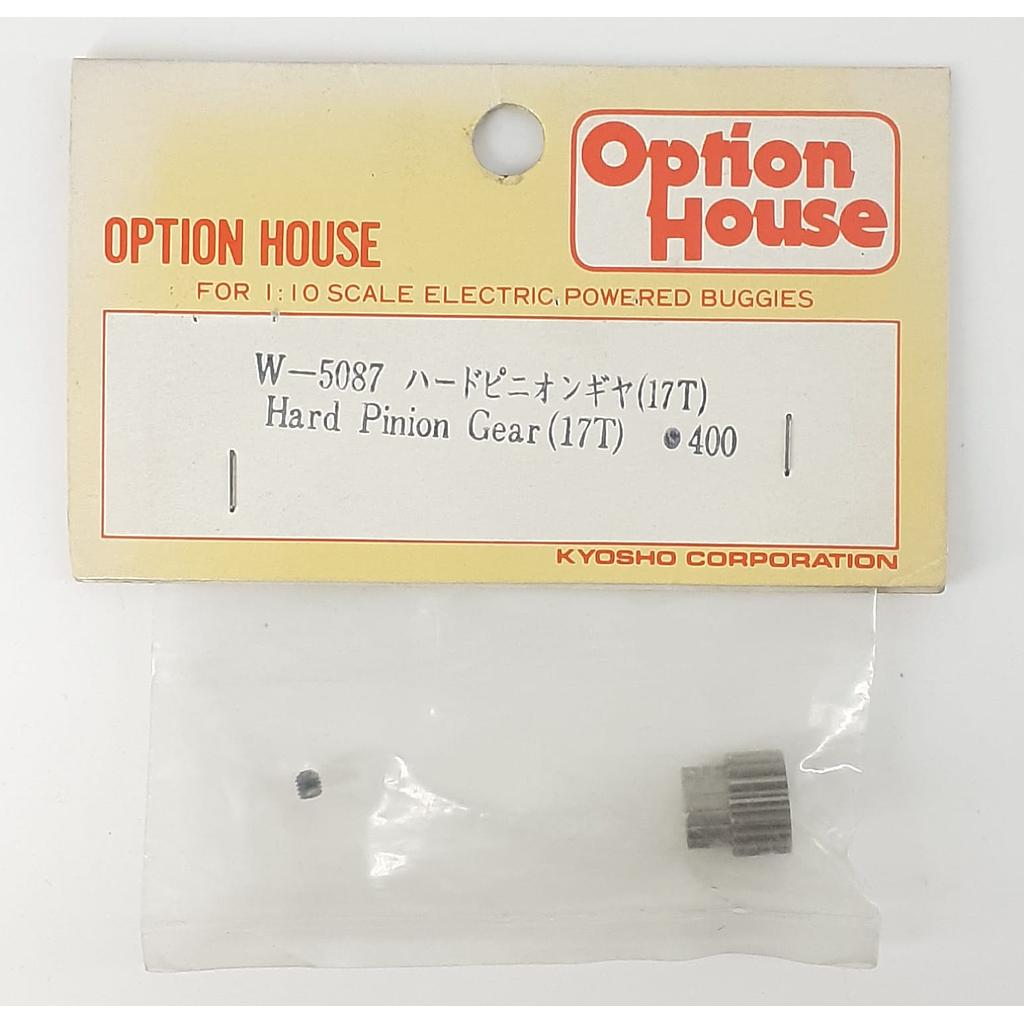 Option
House
OPTION HOUSE
FOR 1:10 SCALE ELECTRIC POWERED BUGGIES
W-5087 ハードピニオンギヤ(17T)
Hard Pinion Gear(17T) ●400
KYOSHO CORPORATION